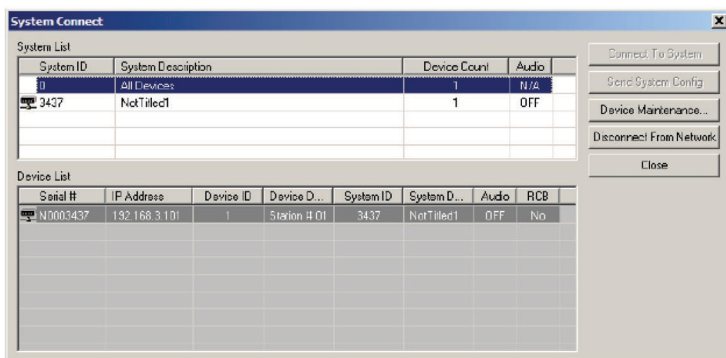 System Connect
System List
System ID System Description Device Count Audio
0 All Devices 1 N/A
3437 NotTitled1 1 OFF
Connect To System
Send System Config
Device Maintenance...
Disconnect From Network
Close
Device List
Serial # IP Address Device ID Device D... System ID System D... Audio RCB
N0003437 192.168.3.101 1 Station # 01 3437 NotTitled1 OFF No